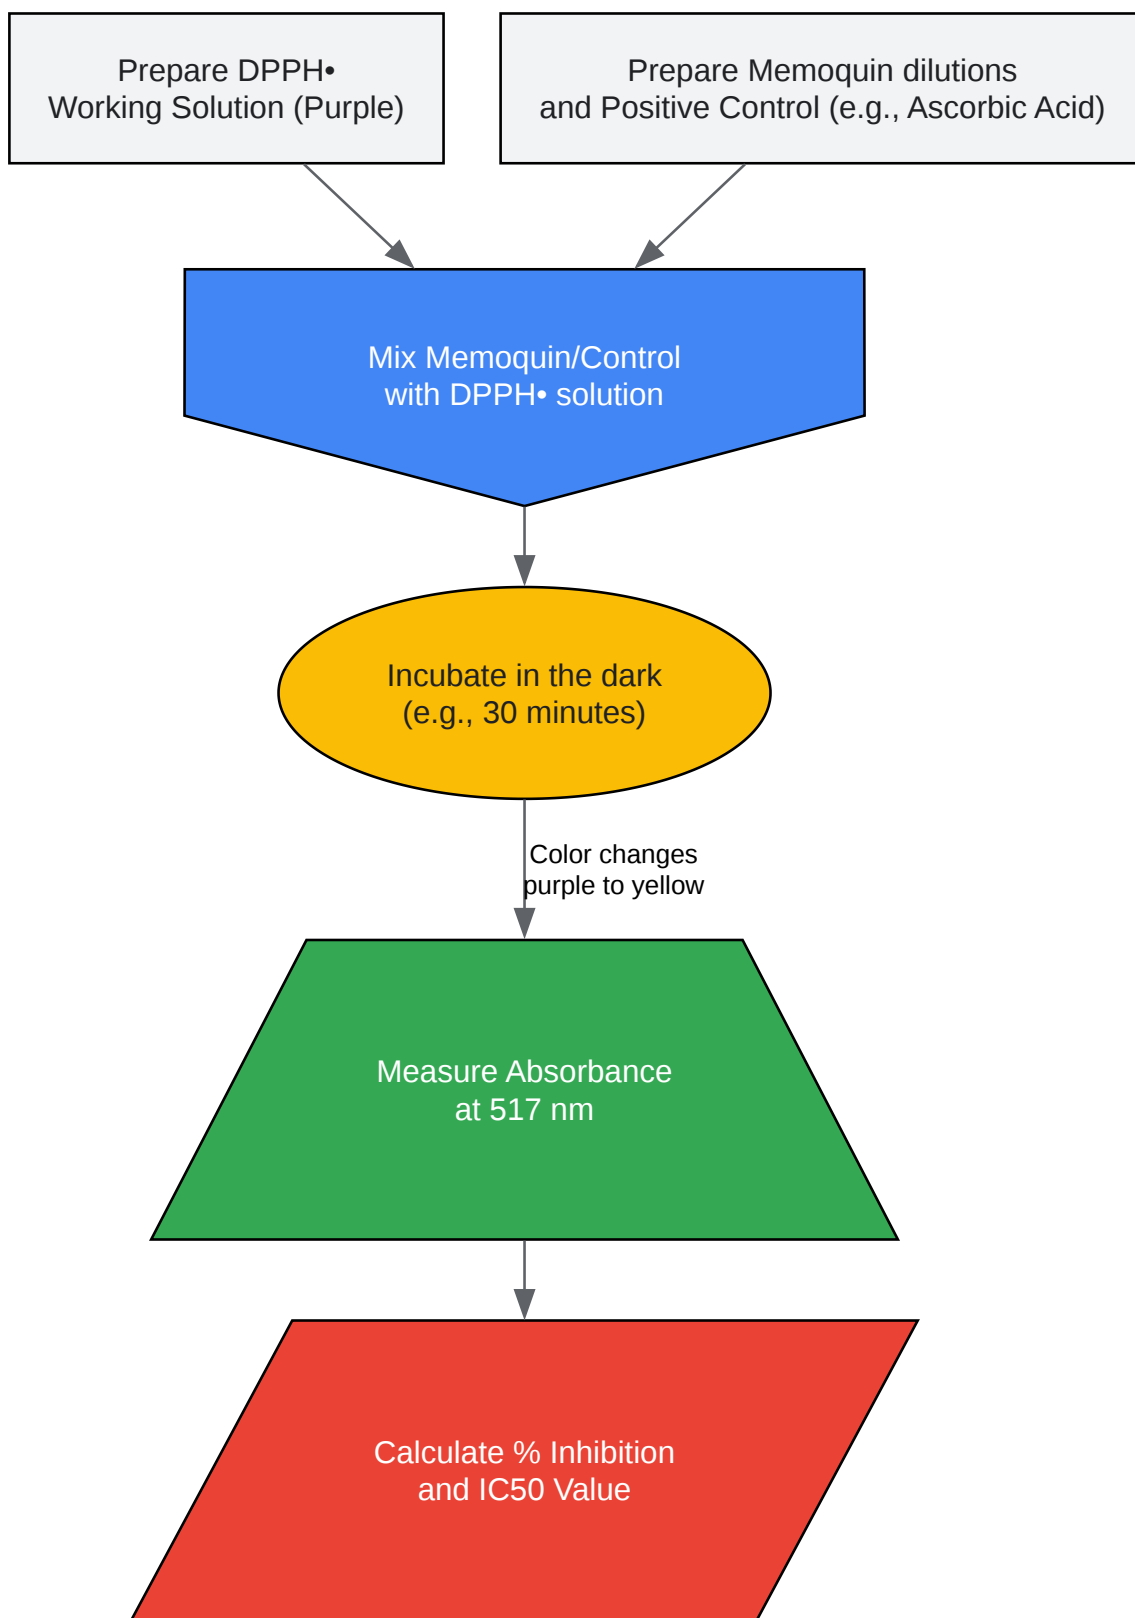 Prepare DPPH•
Working Solution (Purple)
Prepare Memoquin dilutions
and Positive Control (e.g., Ascorbic Acid)
Mix Memoquin/Control
with DPPH• solution
Incubate in the dark
(e.g., 30 minutes)
Color changes
purple to yellow
Measure Absorbance
at 517 nm
Calculate % Inhibition
and IC50 Value